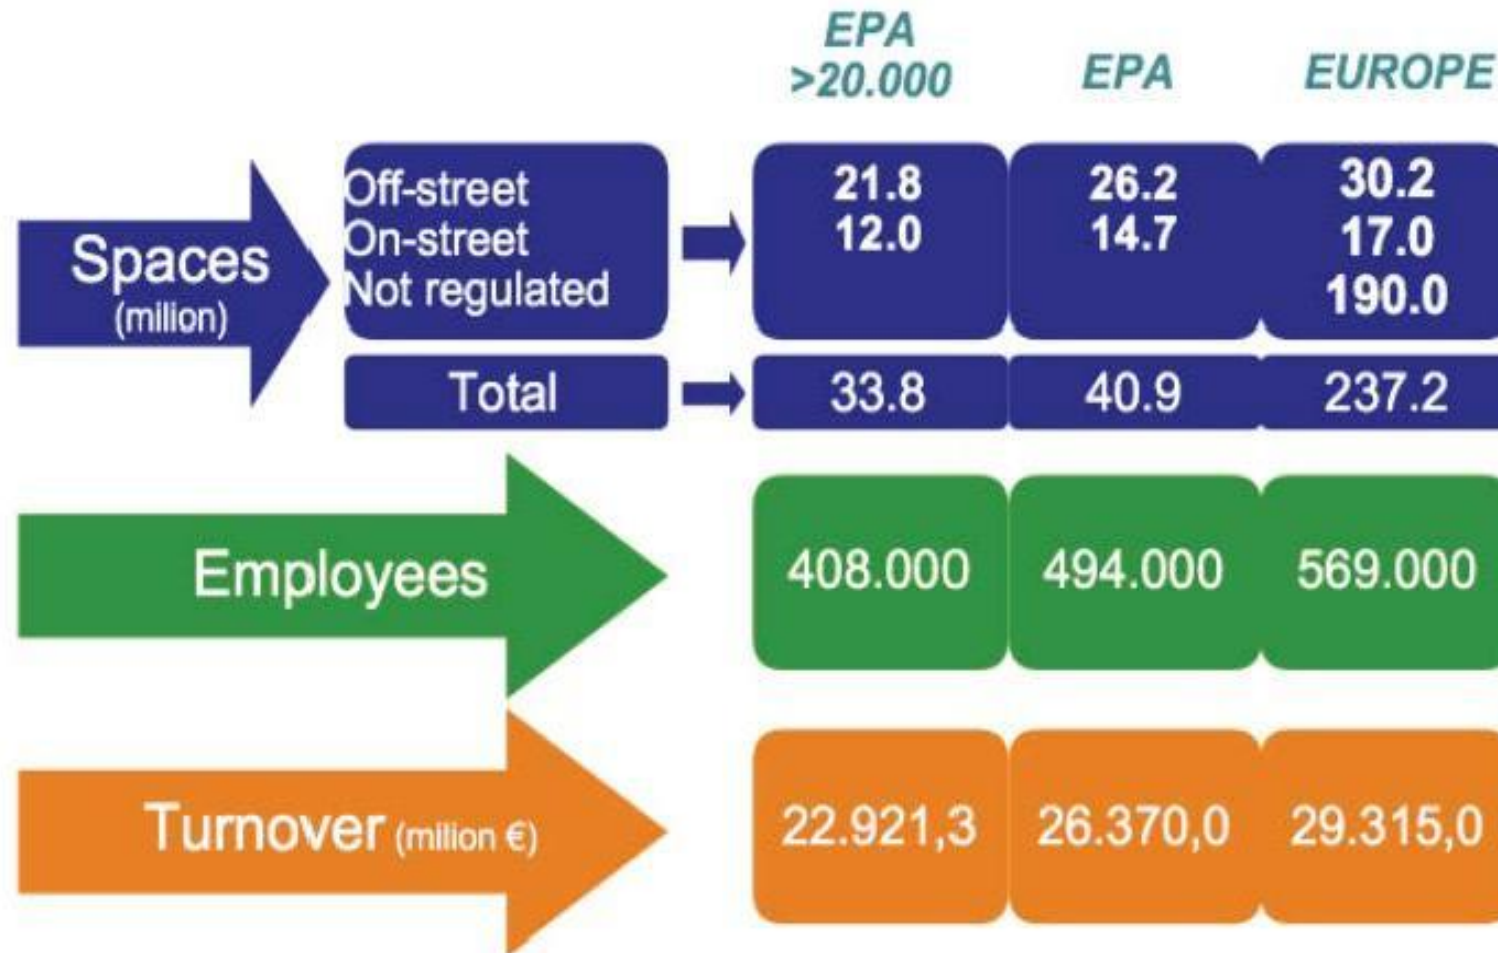 EPA
>20.000
EPA
EUROPE
Spaces
(milion)
Off-street
On-street
Not regulated
21.8
12.0
26.2
14.7
30.2
17.0
190.0
Total
33.8
40.9
237.2
Employees
408.000
494.000
569.000
Turnover (milion €)
22.921,3
26.370,0
29.315,0